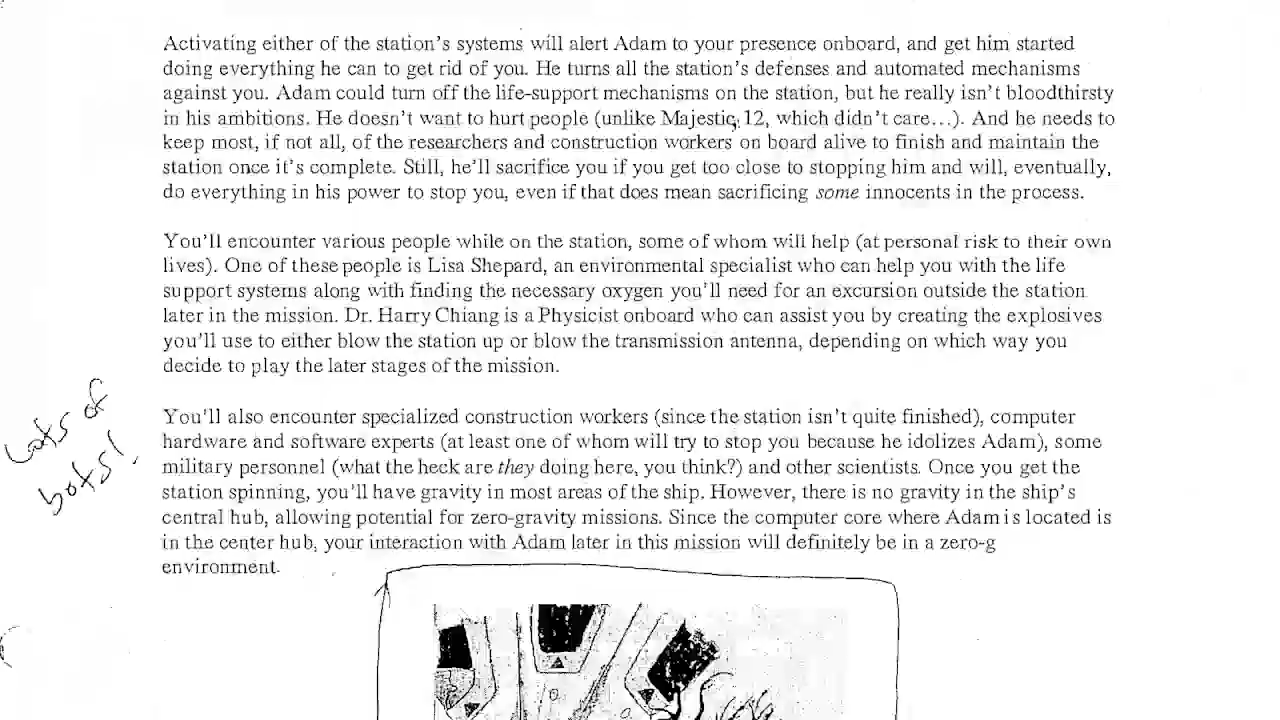 Activating either of the station's systems will alert Adam to your presence onboard, and get him started
doing everything he can to get rid of you. He turns all the station's defenses and automated mechanisms
against you. Adam could turn off the life-support mechanisms on the station, but he really isn't bloodthirsty
in his ambitions. He doesn't want to hurt people (unlike Majestic 12, which didn't care...). And he needs to
keep most, if not all, of the researchers and construction workers on board alive to finish and maintain the
station once it's complete. Still, he'll sacrifice you if you get too close to stopping him and will, eventually,
do everything in his power to stop you, even if that does mean sacrificing some innocents in the process.
You'll encounter various people while on the station, some of whom will help (at personal risk to their own
lives). One of these people is Lisa Shepard, an environmental specialist who can help you with the life
support systems along with finding the necessary oxygen you'll need for an excursion outside the station
later in the mission. Dr. Harry Chiang is a Physicist onboard who can assist you by creating the explosives
you'll use to either blow the station up or blow the transmission antenna, depending on which way you
decide to play the later stages of the mission.
Lots of
bots!
You'll also encounter specialized construction workers (since the station isn't quite finished), computer
hardware and software experts (at least one of whom will try to stop you because he idolizes Adam), some
military personnel (what the heck are they doing here, you think?) and other scientists. Once you get the
station spinning, you'll have gravity in most areas of the ship. However, there is no gravity in the ship's
central hub, allowing potential for zero-gravity missions. Since the computer core where Adam is located is
in the center hub, your interaction with Adam later in this mission will definitely be in a zero-g
environment.